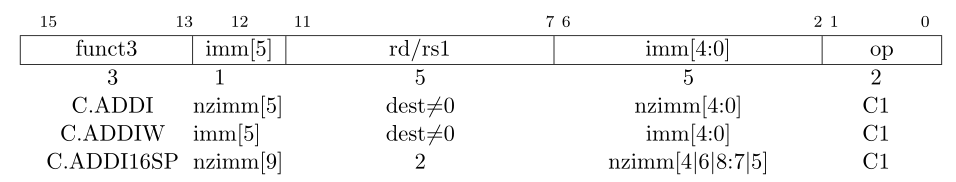 15 13 12 11 7 6 2 1 0
funct3 imm[5] rd/rs1 imm[4:0] op
3 1 5 5 2
C.ADDI nzimm[5] dest≠0 nzimm[4:0] C1
C.ADDIW imm[5] dest≠0 imm[4:0] C1
C.ADDI16SP nzimm[9] 2 nzimm[4|6|8:7|5] C1